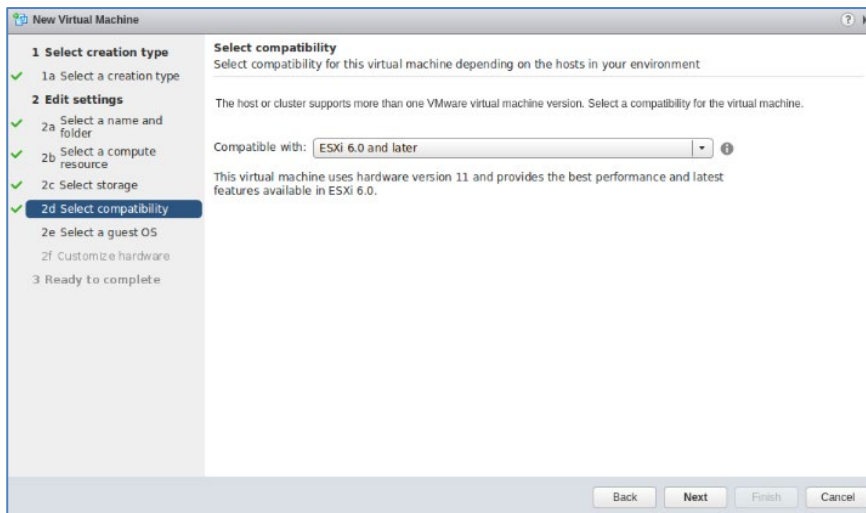 New Virtual Machine
?
1 Select creation type
1a Select a creation type
2 Edit settings
2a Select a name and
folder
2b Select a compute
resource
2c Select storage
2d Select compatibility
2e Select a guest OS
2f Customize hardware
3 Ready to complete
Select compatibility
Select compatibility for this virtual machine depending on the hosts in your environment
The host or cluster supports more than one VMware virtual machine version. Select a compatibility for the virtual machine.
Compatible with: ESXi 6.0 and later
This virtual machine uses hardware version 11 and provides the best performance and latest
features available in ESXi 6.0.
Back Next Finish Cancel